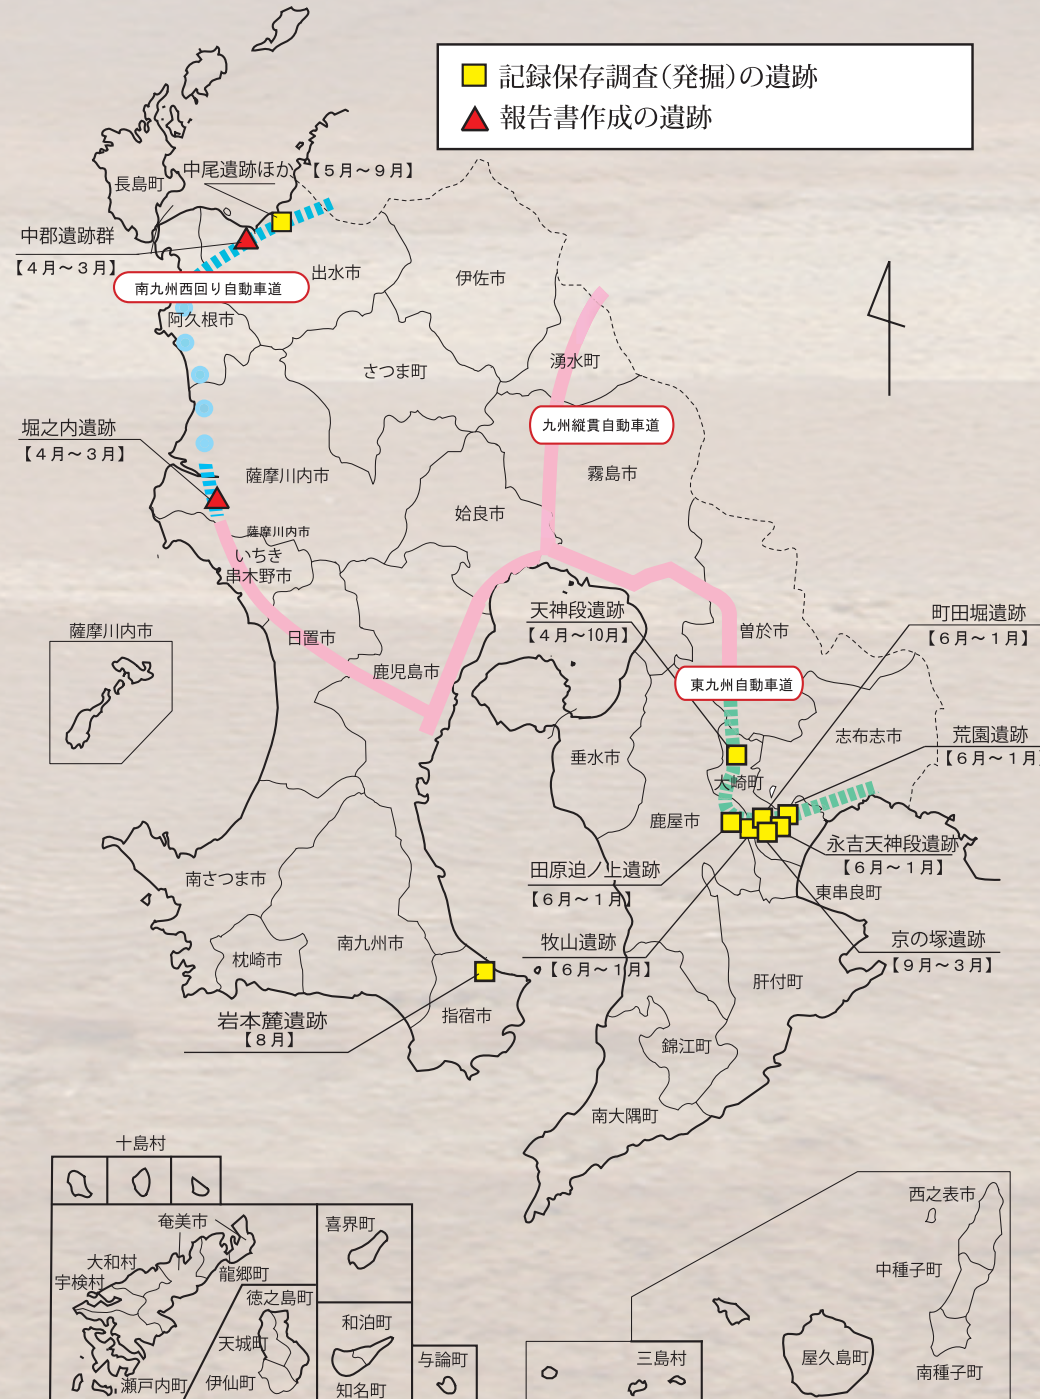 記録保存調査（発掘）の遺跡
報告書作成の遺跡
中尾遺跡ほか
【５月～９月】
長島町
中郡遺跡群
【４月～３月】
南九州西回り自動車道
出水市
伊佐市
阿久根市
湧水町
さつま町
九州縦貫自動車道
堀之内遺跡
【４月～３月】
薩摩川内市
霧島市
姶良市
薩摩川内市
いちき
串木野市
天神段遺跡
【４月～10月】
町田堀遺跡
【６月～１月】
薩摩川内市
日置市
曽於市
鹿児島市
東九州自動車道
志布志市
荒園遺跡
【６月～１月】
垂水市
大崎町
鹿屋市
永吉天神段遺跡
【６月～１月】
田原迫ノ上遺跡
【６月～１月】
東串良町
南さつま市
南九州市
枕崎市
牧山遺跡
【６月～１月】
京の塚遺跡
【９月～３月】
肝付町
岩本麓遺跡
【８月】
指宿市
錦江町
南大隅町
十島村
奄美市
喜界町
西之表市
大和村
宇検村
龍郷町
中種子町
徳之島町
和泊町
天城町
与論町
三島村
屋久島町
南種子町
瀬戸内町
伊仙町
知名町